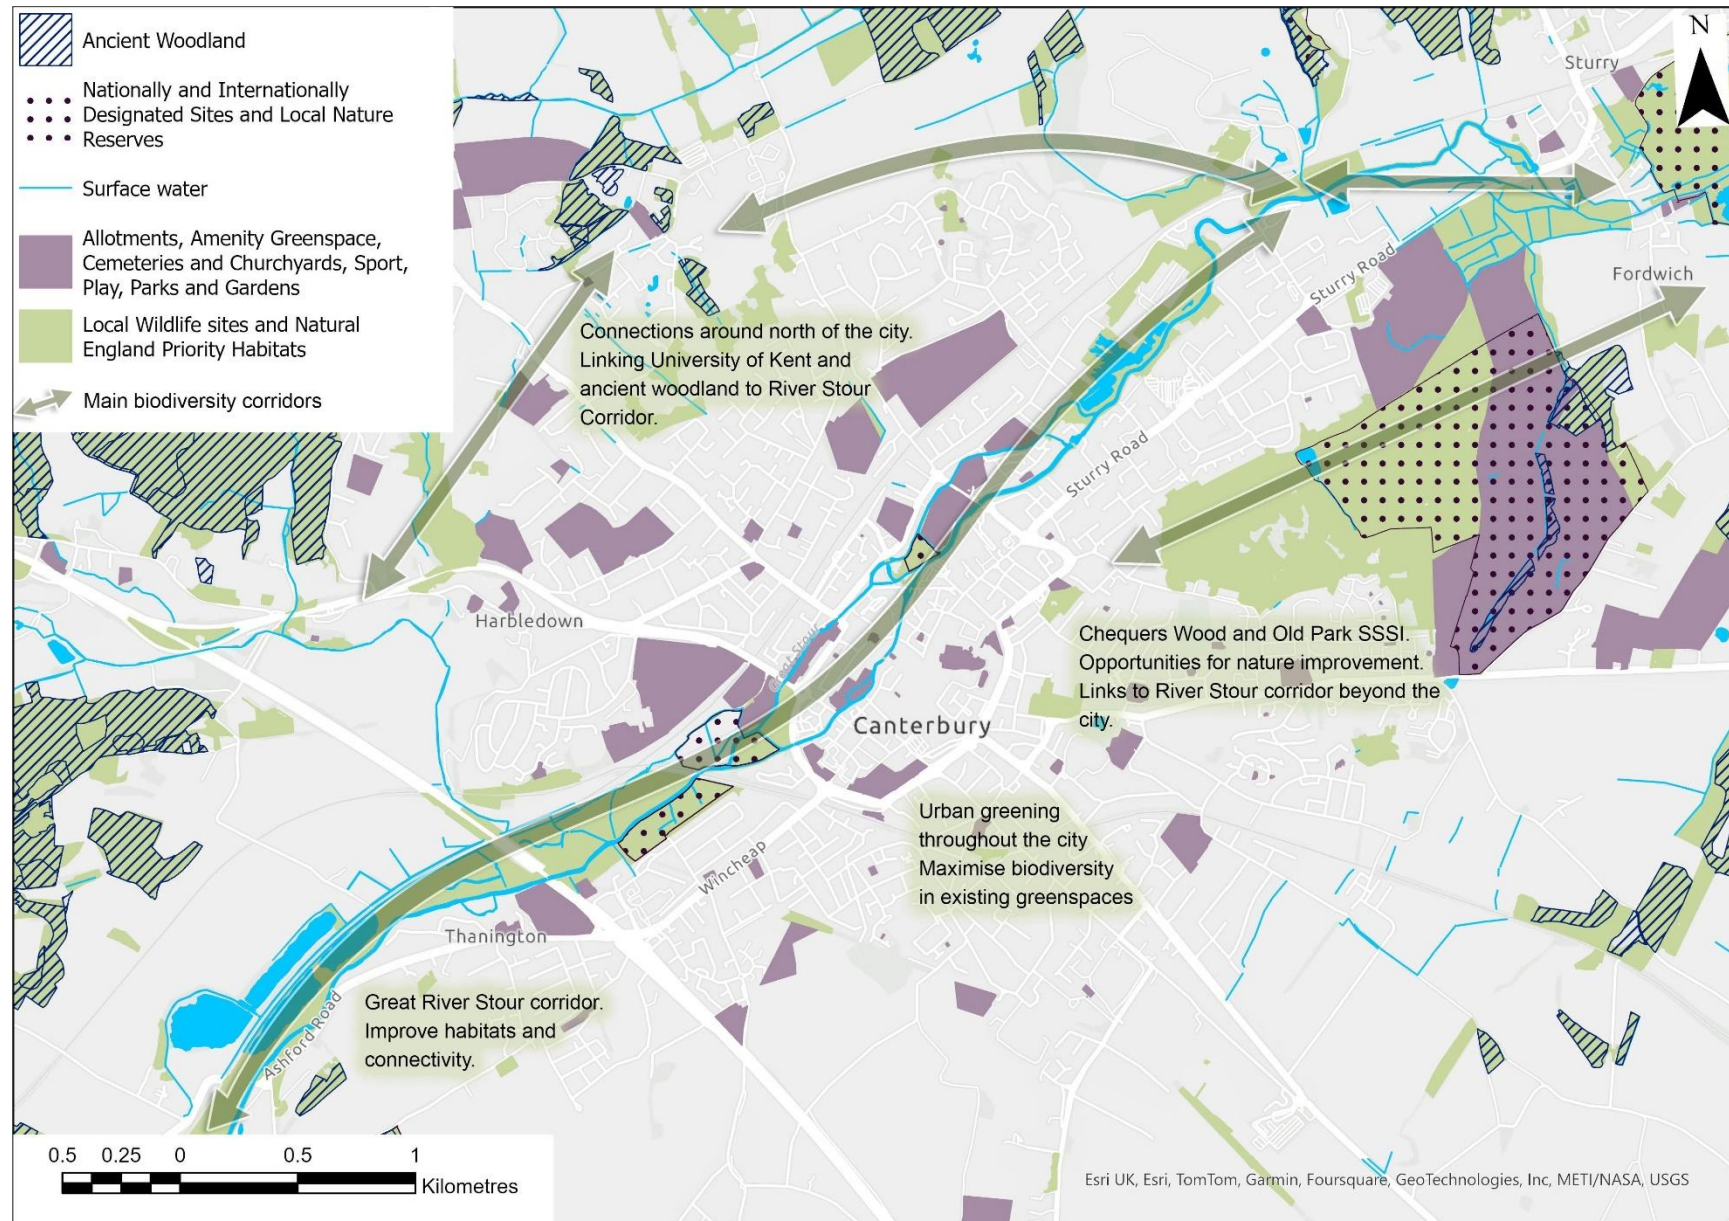 Ancient Woodland
Nationally and Internationally
Designated Sites and Local Nature
Reserves
Surface water
Allotments, Amenity Greenspace,
Cemeteries and Churchyards, Sport,
Play, Parks and Gardens
Local Wildlife sites and Natural
England Priority Habitats
Main biodiversity corridors
N
Sturry
Fordwich
Sturry Road
Sturry Road
Connections around north of the city.
Linking University of Kent and
ancient woodland to River Stour
Corridor.
Harbledown
Great Stour
Chequers Wood and Old Park SSSI.
Opportunities for nature improvement.
Links to River Stour corridor beyond the
city.
Canterbury
Urban greening
throughout the city
Maximise biodiversity
in existing greenspaces
Wincheap
Thanington
Ashford Road
Great River Stour corridor.
Improve habitats and
connectivity.
0.5 0.25 0 0.5 1
Kilometres
Esri UK, Esri, TomTom, Garmin, Foursquare, GeoTechnologies, Inc, METI/NASA, USGS